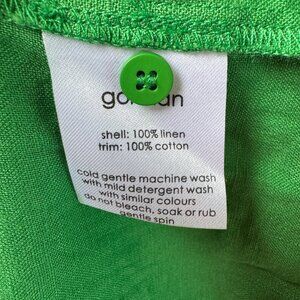 shell: 100% linen
trim: 100% cotton
cold gentle machine wash
with mild detergent wash
with similar colours
do not bleach, soak or rub
gentle spin